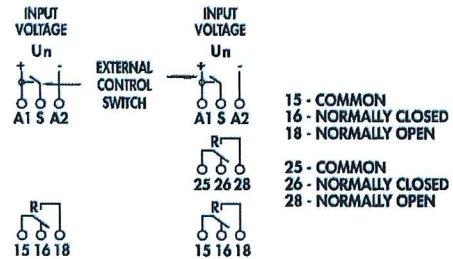 INPUT VOLTAGE
Un
+ -
A1 S A2
EXTERNAL CONTROL SWITCH
INPUT VOLTAGE
Un
+ -
A1 S A2
R
25 26 28
R
15 16 18
R
15 16 18
15 - COMMON
16 - NORMALLY CLOSED
18 - NORMALLY OPEN
25 - COMMON
26 - NORMALLY CLOSED
28 - NORMALLY OPEN